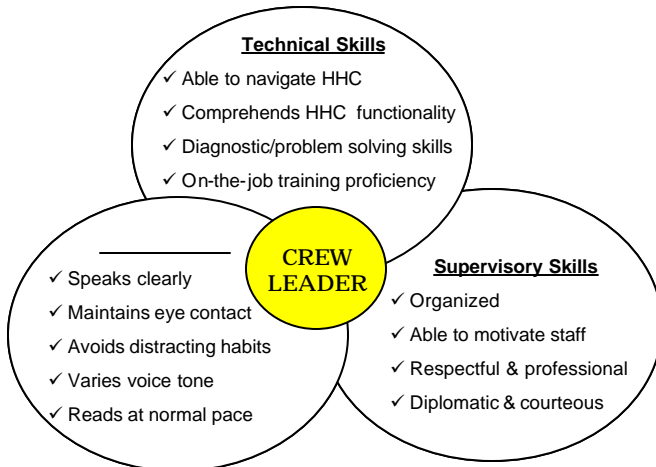 Technical Skills
✓ Able to navigate HHC
✓ Comprehends HHC functionality
✓ Diagnostic/problem solving skills
✓ On-the-job training proficiency
✓ Speaks clearly
✓ Maintains eye contact
✓ Avoids distracting habits
✓ Varies voice tone
✓ Reads at normal pace
CREW
LEADER
Supervisory Skills
✓ Organized
✓ Able to motivate staff
✓ Respectful & professional
✓ Diplomatic & courteous